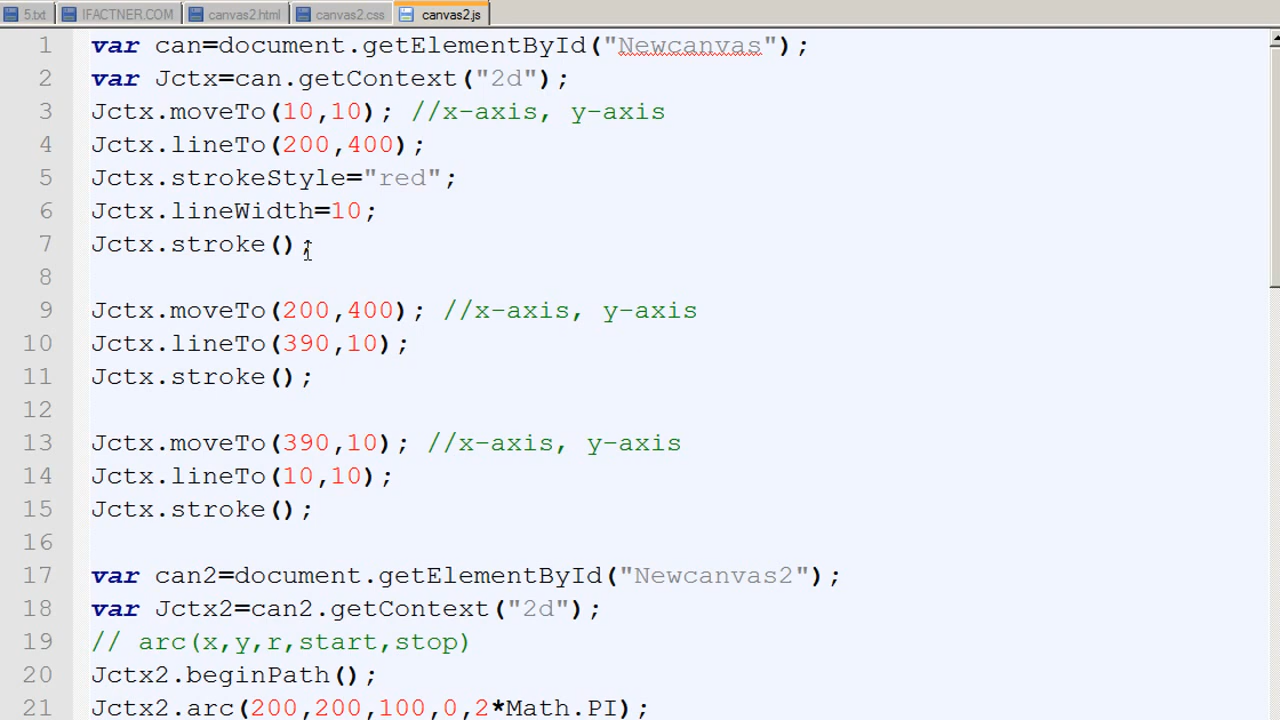 5.txt IFACTNER.COM canvas2.html canvas2.css canvas2.js
1 var can=document.getElementById("Newcanvas");
2 var Jctx=can.getContext("2d");
3 Jctx.moveTo(10,10); //x-axis, y-axis
4 Jctx.lineTo(200,400);
5 Jctx.strokeStyle="red";
6 Jctx.lineWidth=10;
7 Jctx.stroke();
8
9 Jctx.moveTo(200,400); //x-axis, y-axis
10 Jctx.lineTo(390,10);
11 Jctx.stroke();
12
13 Jctx.moveTo(390,10); //x-axis, y-axis
14 Jctx.lineTo(10,10);
15 Jctx.stroke();
16
17 var can2=document.getElementById("Newcanvas2");
18 var Jctx2=can2.getContext("2d");
19 // arc(x,y,r,start,stop)
20 Jctx2.beginPath();
21 Jctx2.arc(200,200,100,0,2*Math.PI);